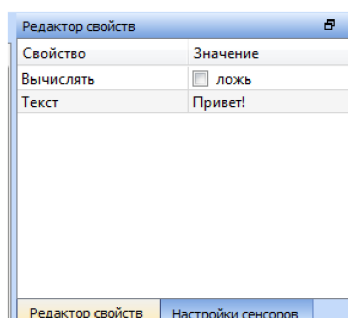 Редактор свойств
Свойство Значение
Вычислять ложь
Текст Привет!
Редактор свойств Настройки сенсоров